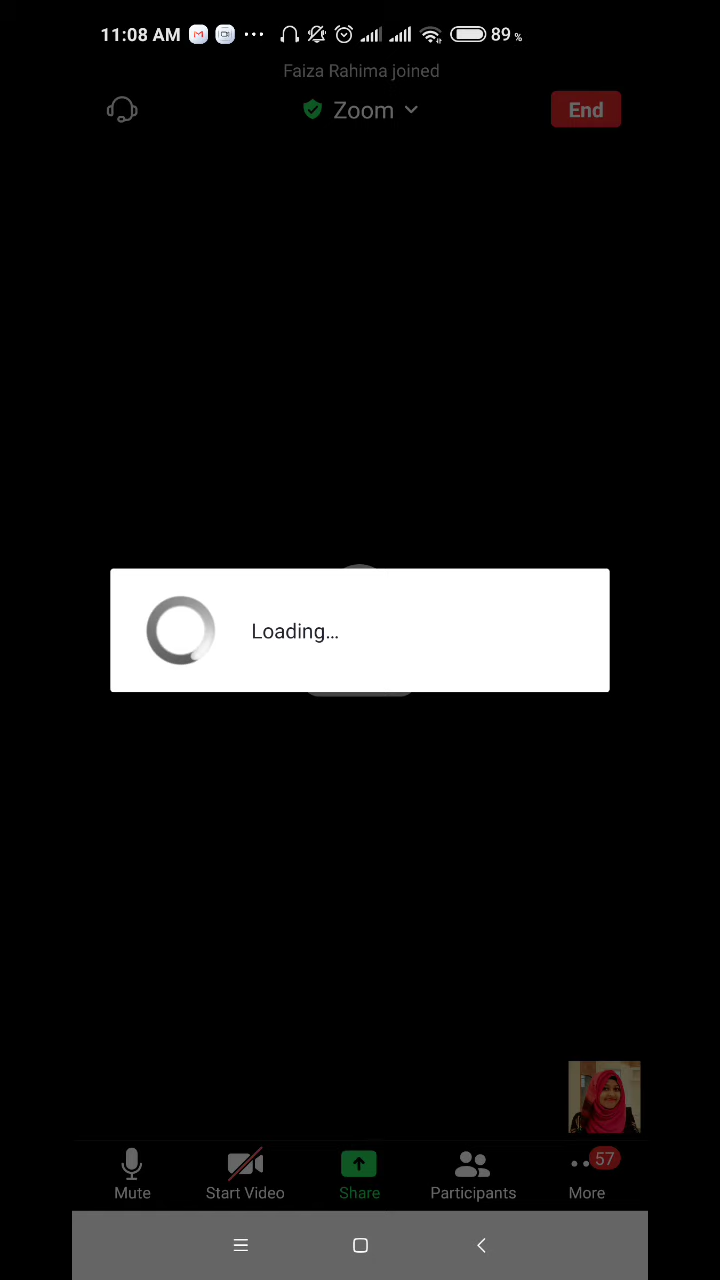 11:08 AM 89%
Faiza Rahima joined
Zoom End
Loading...
57
Mute Start Video Share Participants More